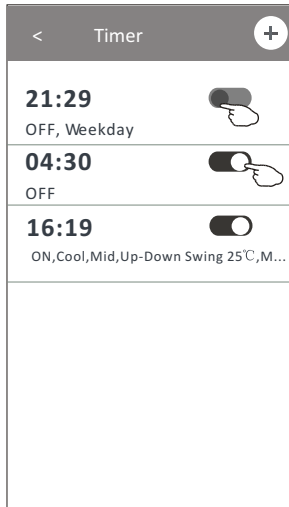 < Timer +
21:29
OFF, Weekday
04:30
OFF
16:19
ON,Cool,Mid,Up-Down Swing 25℃,M...